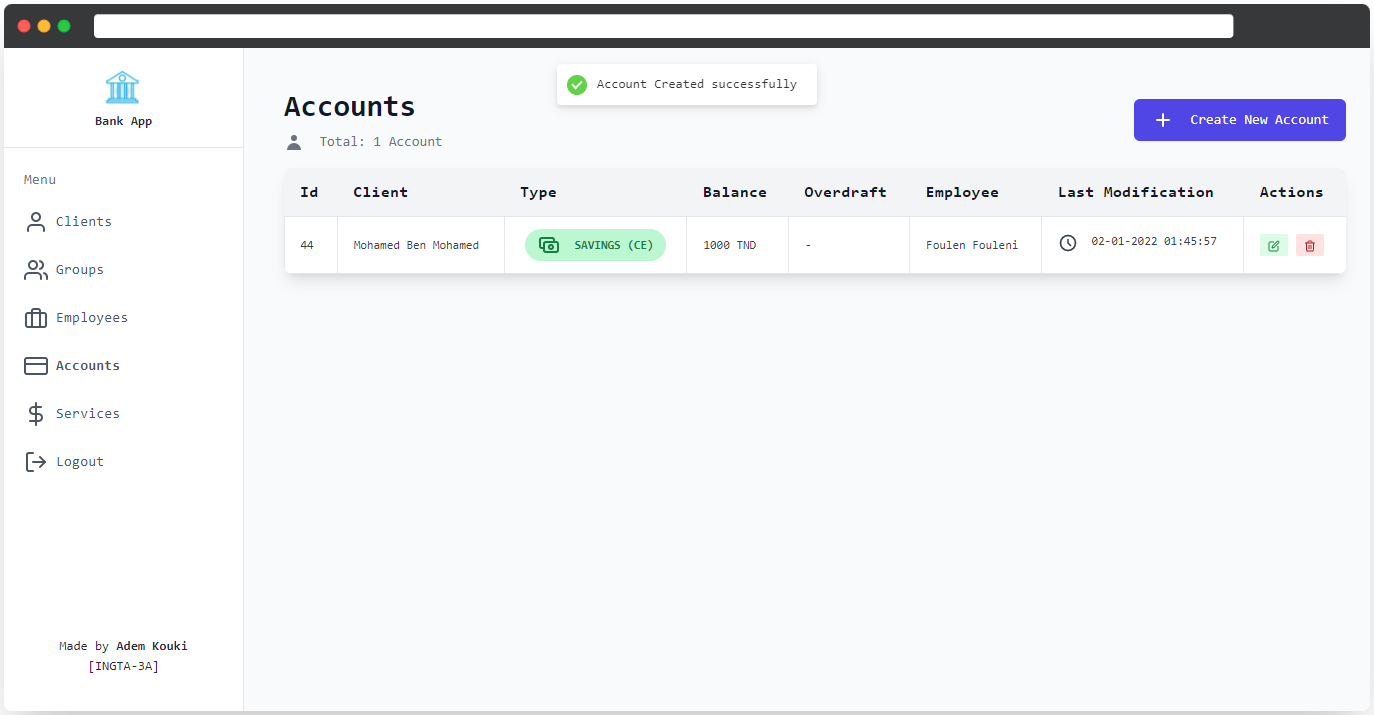 Bank App
Menu
Clients
Groups
Employees
Accounts
Services
Logout
Made by Adem Kouki
[INGTA-3A]
Account Created successfully
Accounts
Total: 1 Account
Create New Account
Id Client Type Balance Overdraft Employee Last Modification Actions
44 Mohamed Ben Mohamed SAVINGS (CE) 1000 TND - Foulen Fouleni 02-01-2022 01:45:57